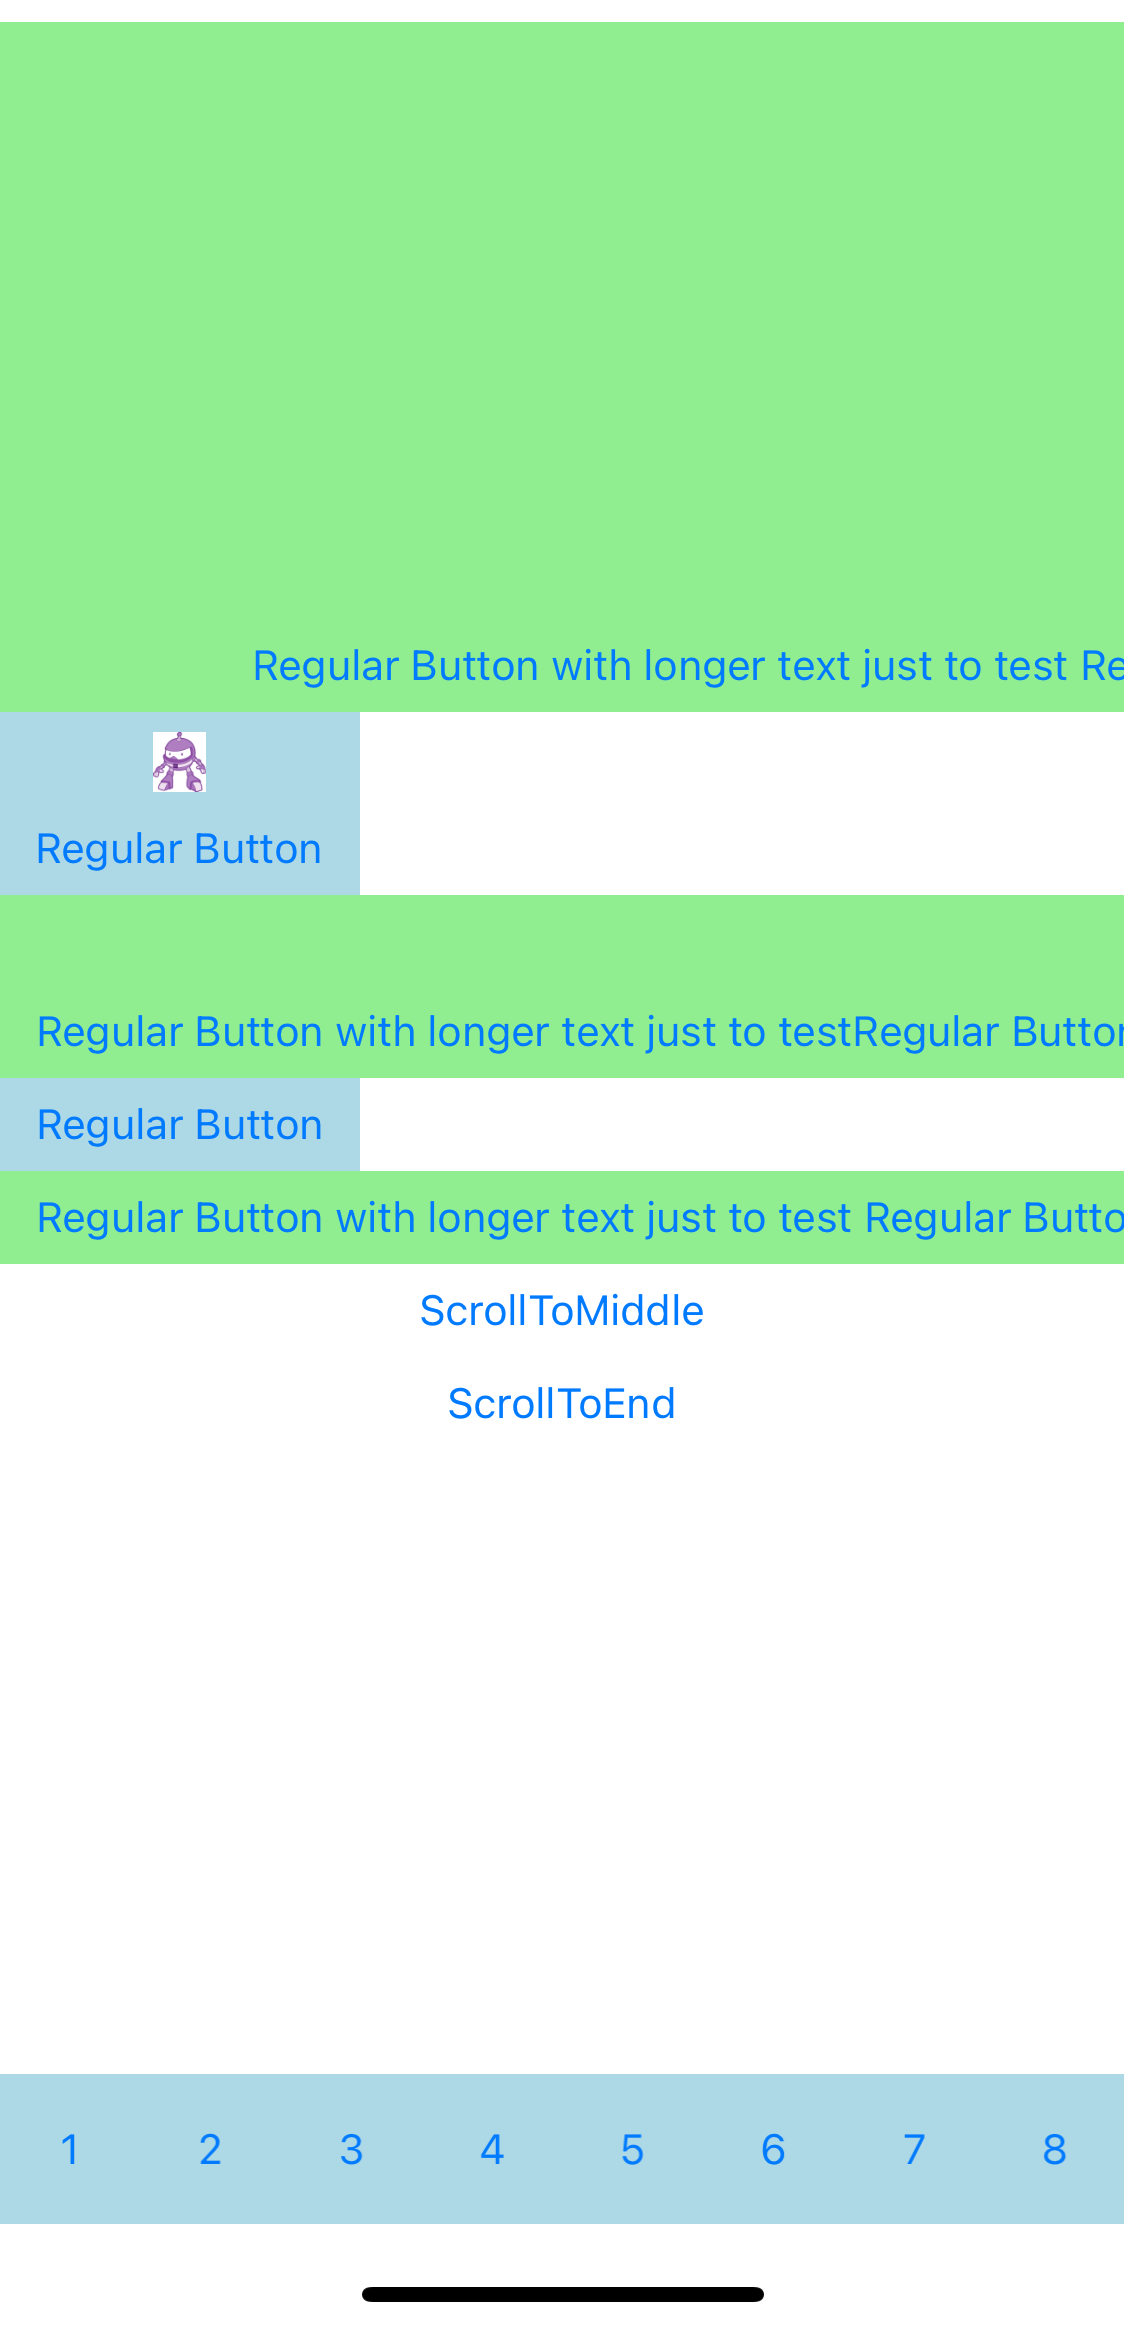 Regular Button with longer text just to test Re
Regular Button
Regular Button with longer text just to testRegular Button
Regular Button
Regular Button with longer text just to test Regular Butto
ScrollToMiddle
ScrollToEnd
1 2 3 4 5 6 7 8